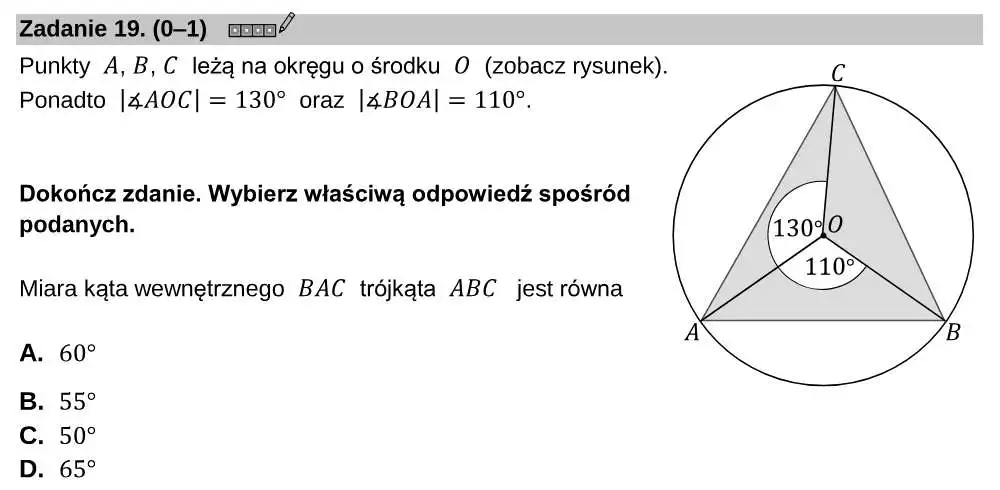 Zadanie 19. (0–1)
Punkty A, B, C leżą na okręgu o środku O (zobacz rysunek).
Ponadto |∡AOC| = 130° oraz |∡BOA| = 110°.
Dokończ zdanie. Wybierz właściwą odpowiedź spośród
podanych.
Miara kąta wewnętrznego BAC trójkąta ABC jest równa
A. 60°
B. 55°
C. 50°
D. 65°
C
130° O
110°
A
B